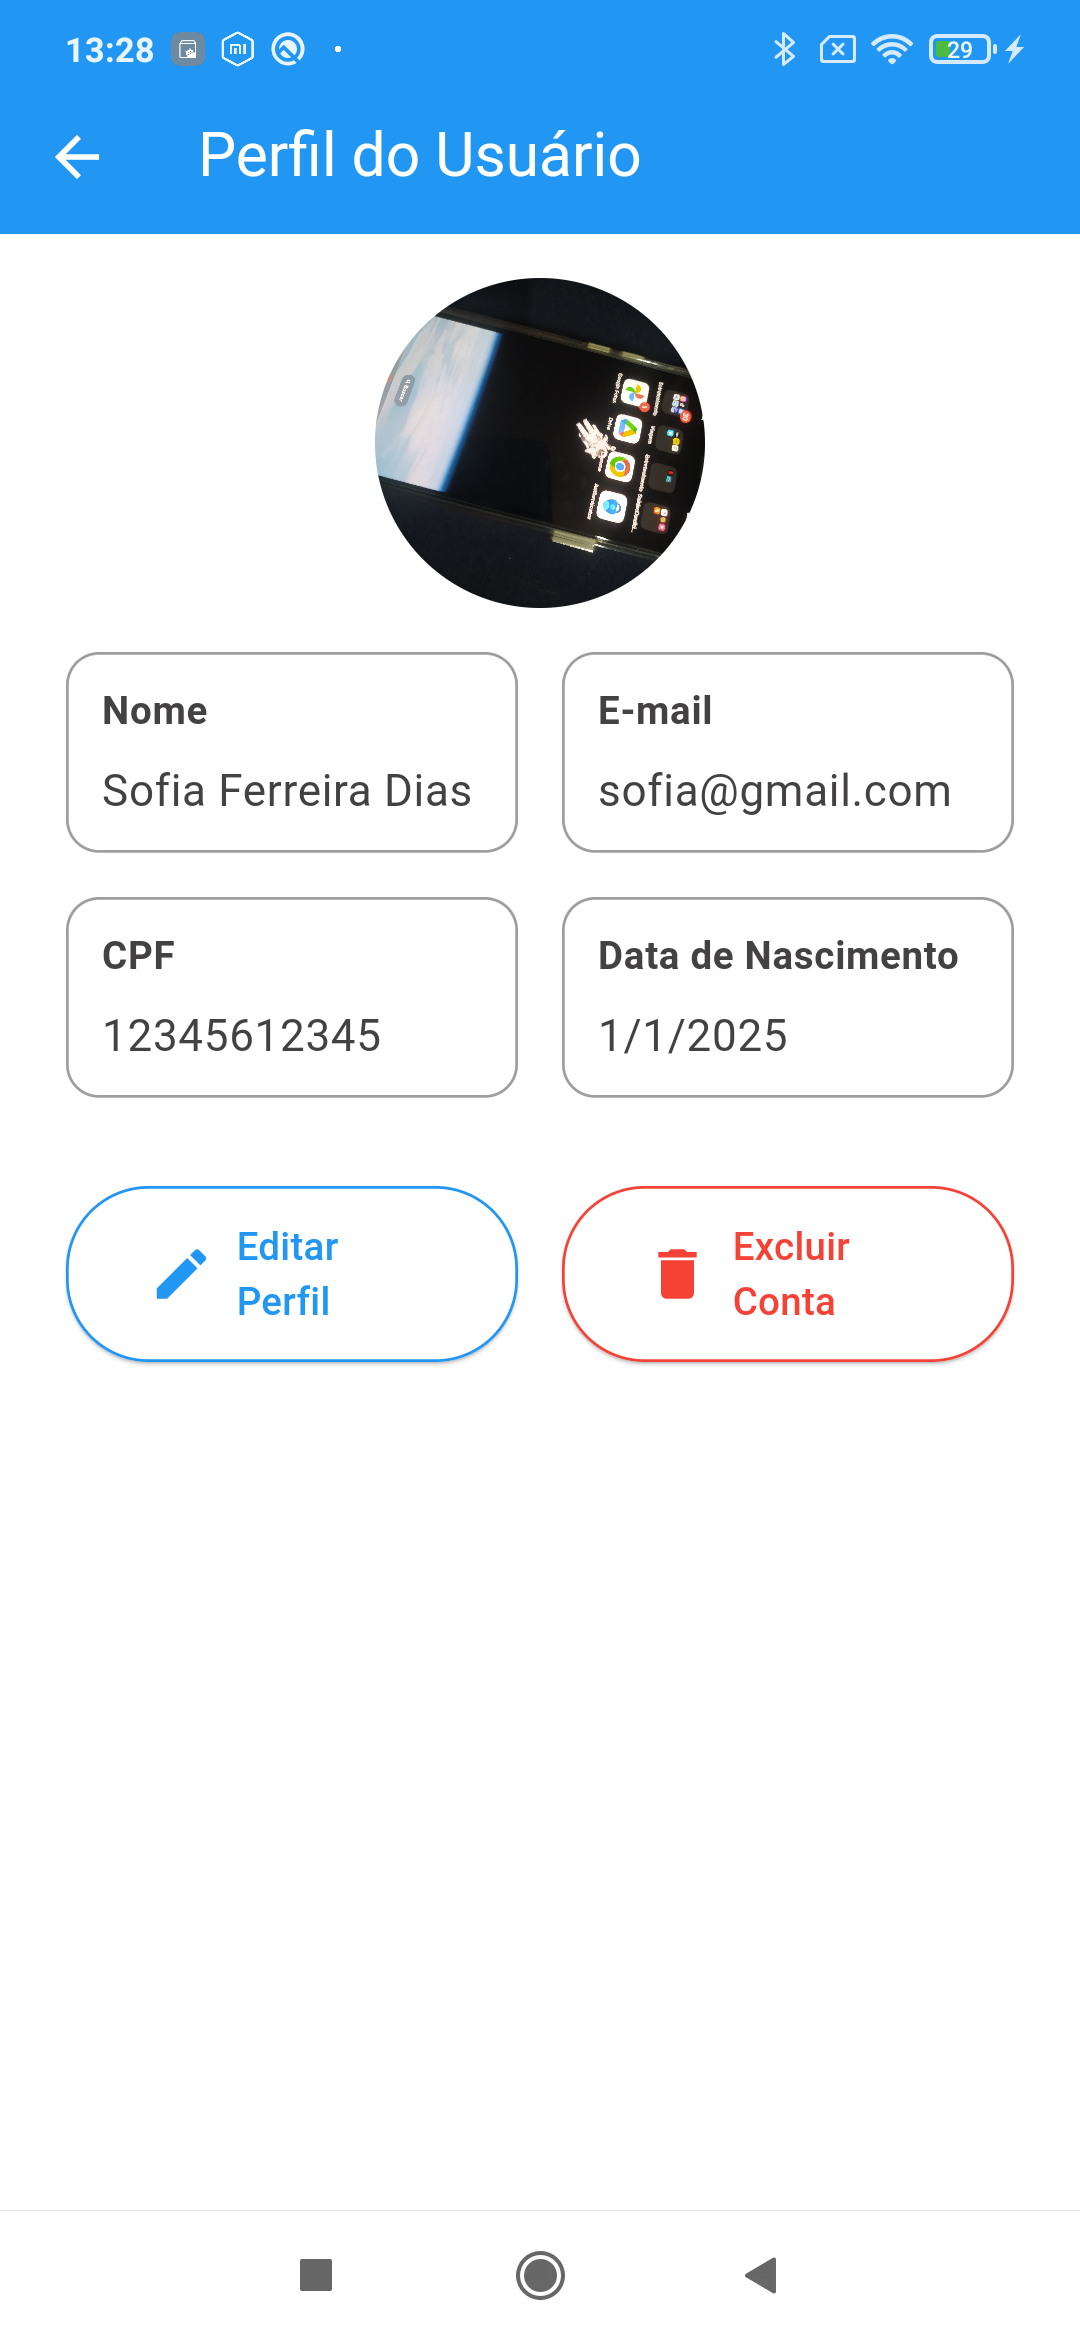 13:28
29
Perfil do Usuário
Nome
Sofia Ferreira Dias
E-mail
sofia@gmail.com
CPF
12345612345
Data de Nascimento
1/1/2025
Editar
Perfil
Excluir
Conta